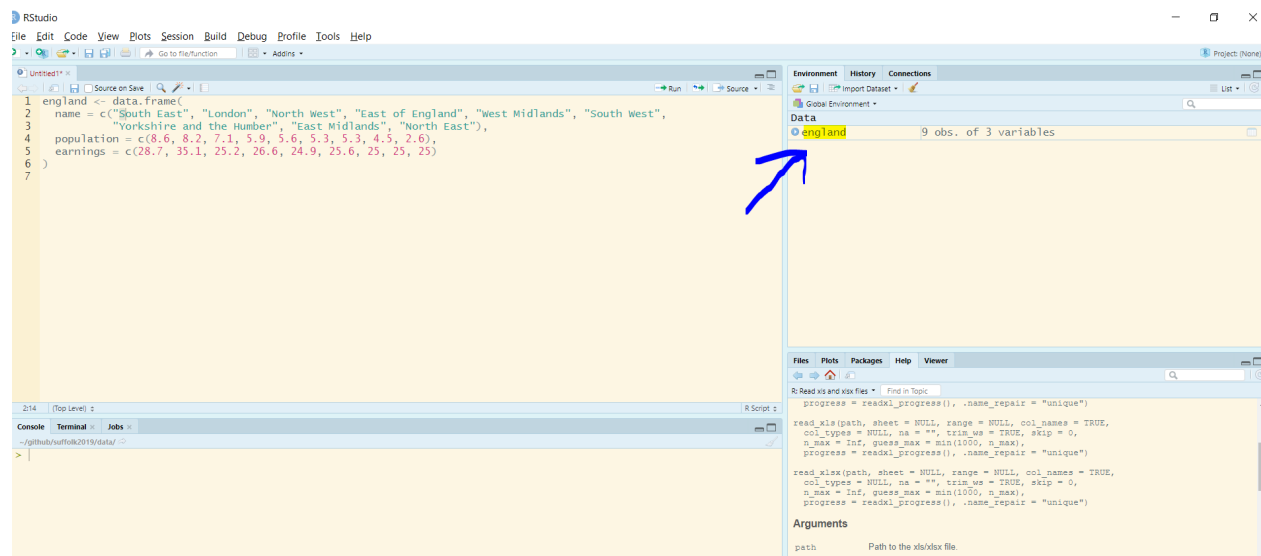 RStudio
File Edit Code View Plots Session Build Debug Profile Tools Help
Go to file/function Addins Project: (None)
Untitled1*
Source on Save Run Source
1 england <- data.frame(
2 name = c("South East", "London", "North West", "East of England", "West Midlands", "South West",
3 "Yorkshire and the Humber", "East Midlands", "North East"),
4 population = c(8.6, 8.2, 7.1, 5.9, 5.6, 5.3, 5.3, 4.5, 2.6),
5 earnings = c(28.7, 35.1, 25.2, 26.6, 24.9, 25.6, 25, 25, 25)
6 )
7
2:14 (Top Level) R Script
Console Terminal Jobs
~/github/suffolk2019/data/
>
Environment History Connections
Import Dataset List
Global Environment
Data
england 9 obs. of 3 variables
Files Plots Packages Help Viewer
R: Read xls and xlsx files Find in Topic
progress = readxl_progress(), .name_repair = "unique")
read_xls(path, sheet = NULL, range = NULL, col_names = TRUE,
col_types = NULL, na = "", trim_ws = TRUE, skip = 0,
n_max = Inf, guess_max = min(1000, n_max),
progress = readxl_progress(), .name_repair = "unique")
read_xlsx(path, sheet = NULL, range = NULL, col_names = TRUE,
col_types = NULL, na = "", trim_ws = TRUE, skip = 0,
n_max = Inf, guess_max = min(1000, n_max),
progress = readxl_progress(), .name_repair = "unique")
Arguments
path Path to the xls/xlsx file.